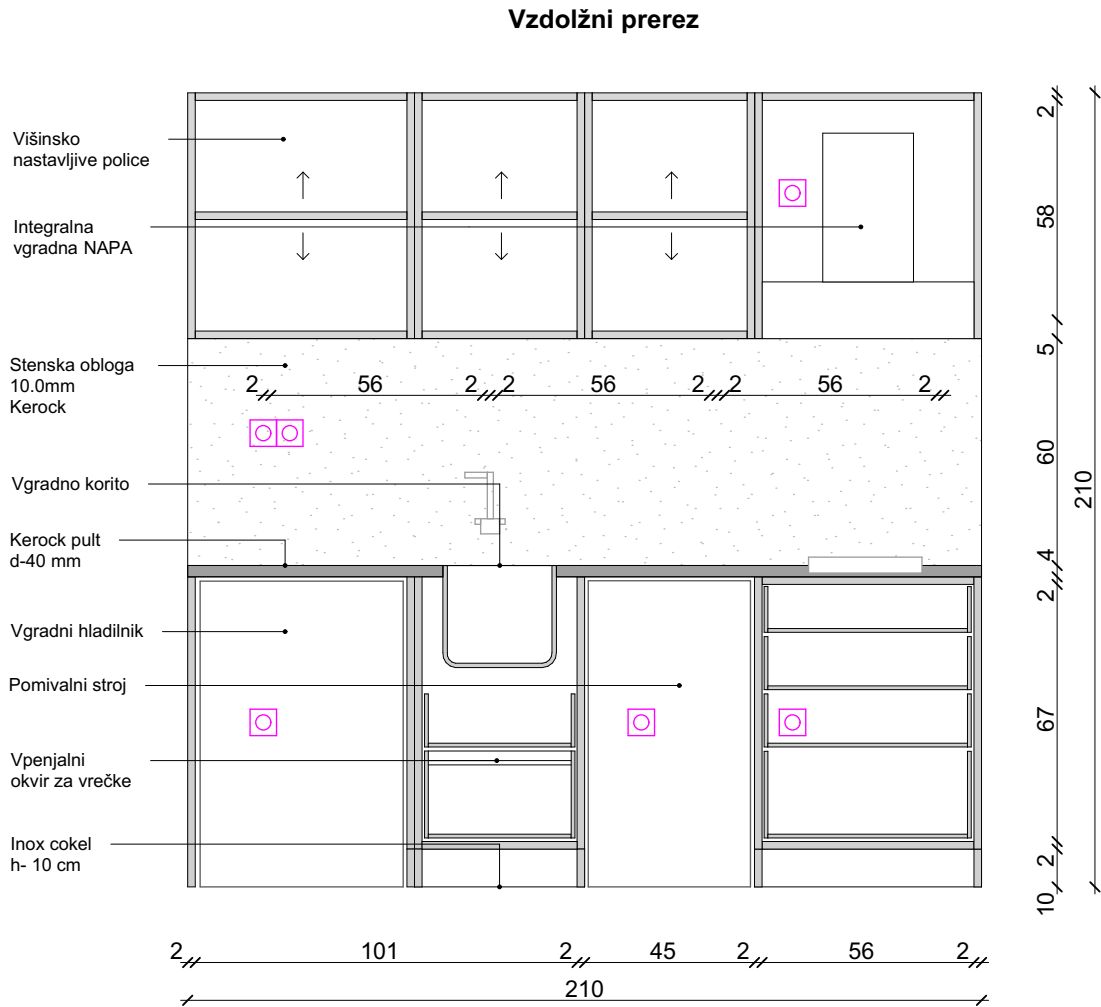 Vzdolžni prerez
Višinsko
nastavljive police
Integralna
vgradna NAPA
Stenska obloga
10.0mm
Kerock
Vgradno korito
Kerock pult
d-40 mm
Vgradni hladilnik
Pomivalni stroj
Vpenjalni
okvir za vrečke
Inox cokel
h- 10 cm
2 56 2 2 56 2 2 56 2
2
58
5
60
4
2
67
2
10
210
2 101 2 45 2 56 2
210